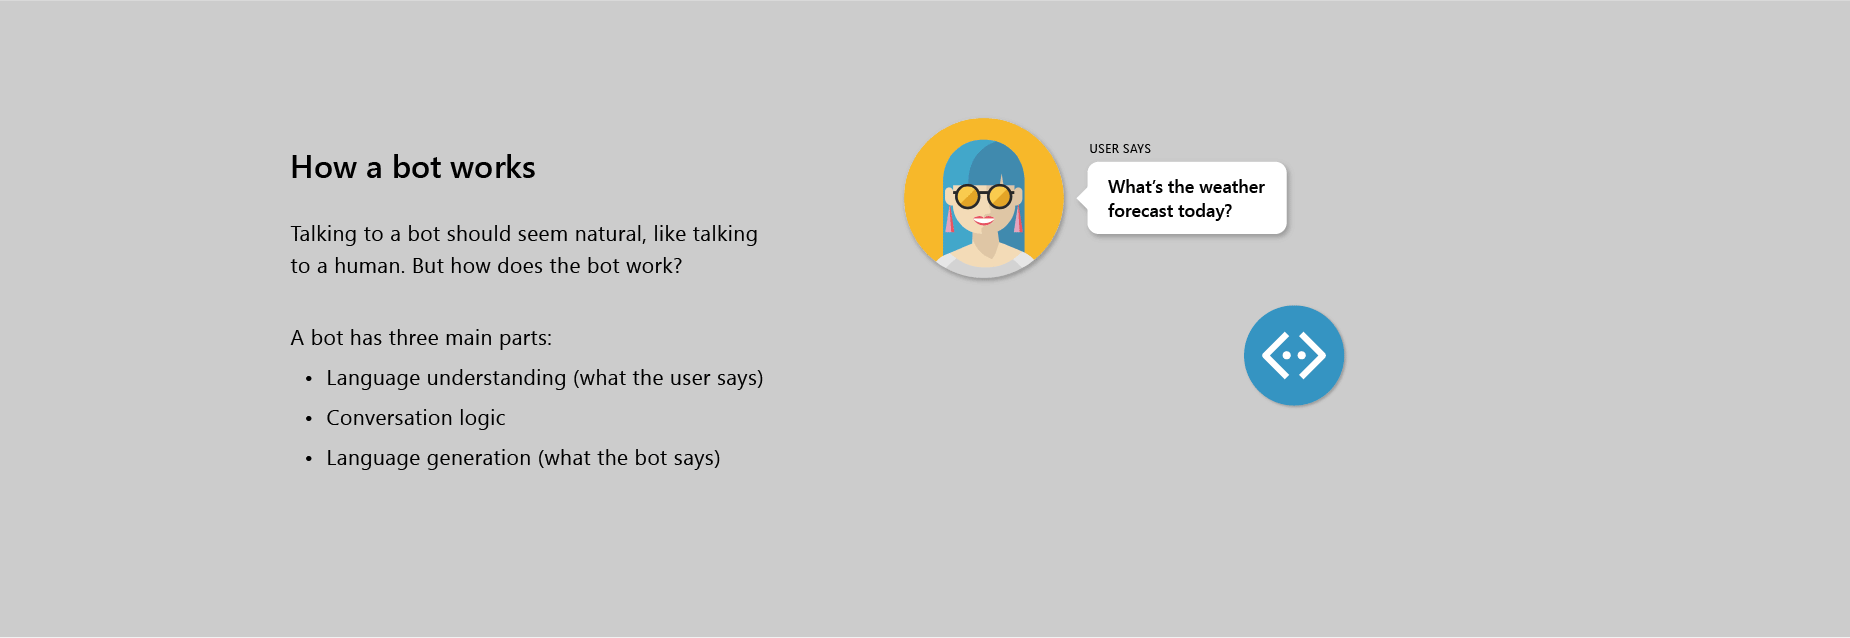 How a bot works
Talking to a bot should seem natural, like talking
to a human. But how does the bot work?
A bot has three main parts:
• Language understanding (what the user says)
• Conversation logic
• Language generation (what the bot says)
USER SAYS
What’s the weather
forecast today?